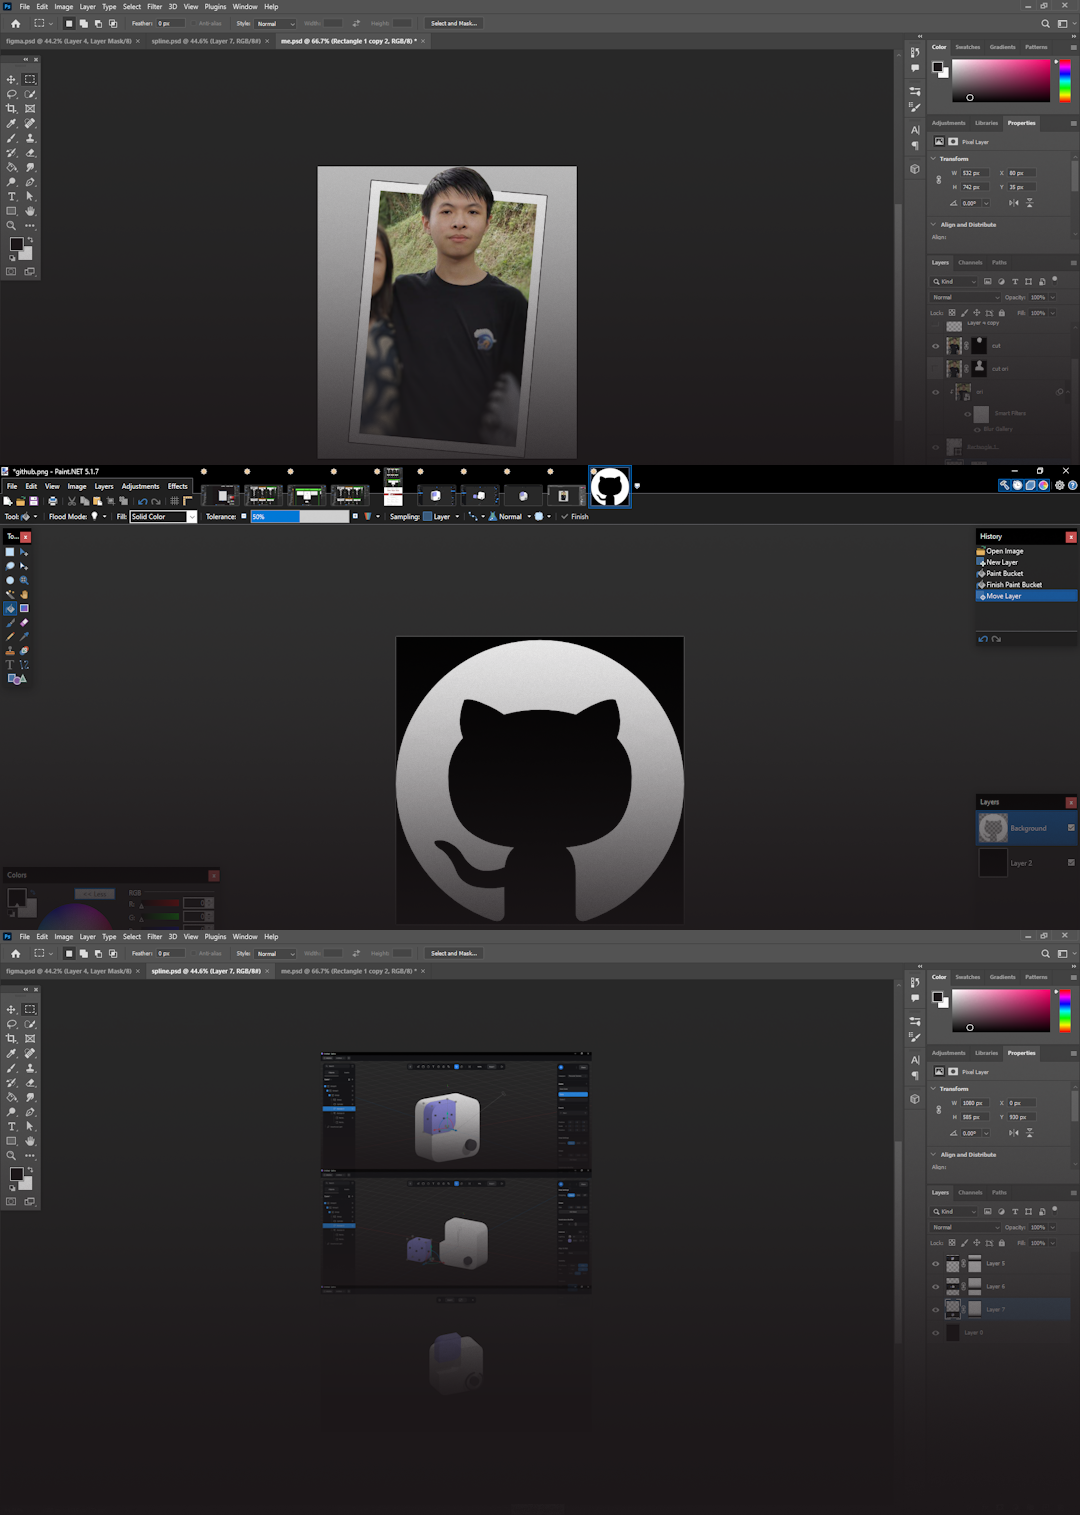 Ps File Edit Image Layer Type Select Filter 3D View Plugins Window Help
Feather: 0 px Anti-alias Style: Normal Width: Height: Select and Mask...
figma.psd @ 44.2% (Layer 4, Layer Mask/8) × spline.psd @ 44.6% (Layer 7, RGB/8#) × me.psd @ 66.7% (Rectangle 1 copy 2, RGB/8) * ×
Color Swatches Gradients Patterns
Adjustments Libraries Properties
Pixel Layer
Transform
W 532 px X 80 px
H 742 px Y 35 px
0.00°
Align and Distribute
Align:
Layers Channels Paths
Kind
Normal Opacity: 100%
Lock: Fill: 100%
Layer 4 copy
cut
cut ori
ori
Smart Filters
Blur Gallery
*github.png - Paint.NET 5.1.7
File Edit View Image Layers Adjustments Effects
Tool: Flood Mode: Fill: Solid Color Tolerance: 50% Sampling: Layer Normal Finish
To...
History
Open Image
New Layer
Paint Bucket
Finish Paint Bucket
Move Layer
Layers
Background
Layer 2
Colors
<< Less RGB
R: 0
G: 0
Ps File Edit Image Layer Type Select Filter 3D View Plugins Window Help
Feather: 0 px Anti-alias Style: Normal Width: Height: Select and Mask...
figma.psd @ 44.2% (Layer 4, Layer Mask/8) × spline.psd @ 44.6% (Layer 7, RGB/8#) × me.psd @ 66.7% (Rectangle 1 copy 2, RGB/8) * ×
Color Swatches Gradients Patterns
Adjustments Libraries Properties
Pixel Layer
Transform
W 1080 px X 0 px
H 585 px Y 930 px
0.00°
Align and Distribute
Align:
Layers Channels Paths
Kind
Normal Opacity: 100%
Lock: Fill: 100%
Layer 5
Layer 6
Layer 7
Layer 0